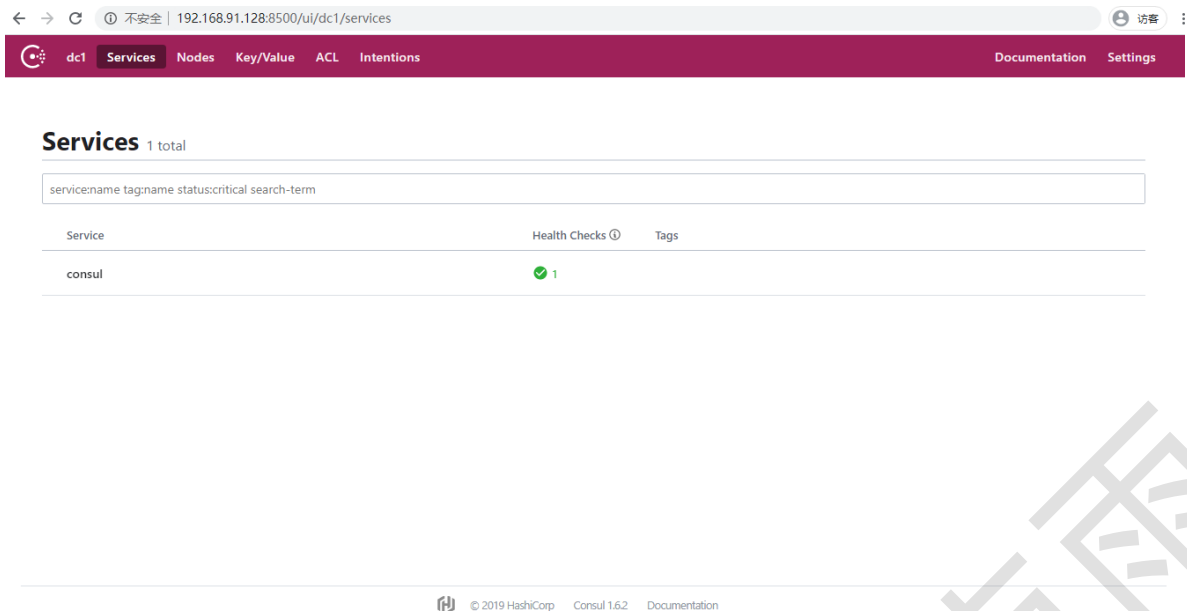 不安全 | 192.168.91.128:8500/ui/dc1/services 访客
dc1 Services Nodes Key/Value ACL Intentions Documentation Settings
Services 1 total
service:name tag:name status:critical search-term
Service Health Checks Tags
consul 1
© 2019 HashiCorp Consul 1.6.2 Documentation